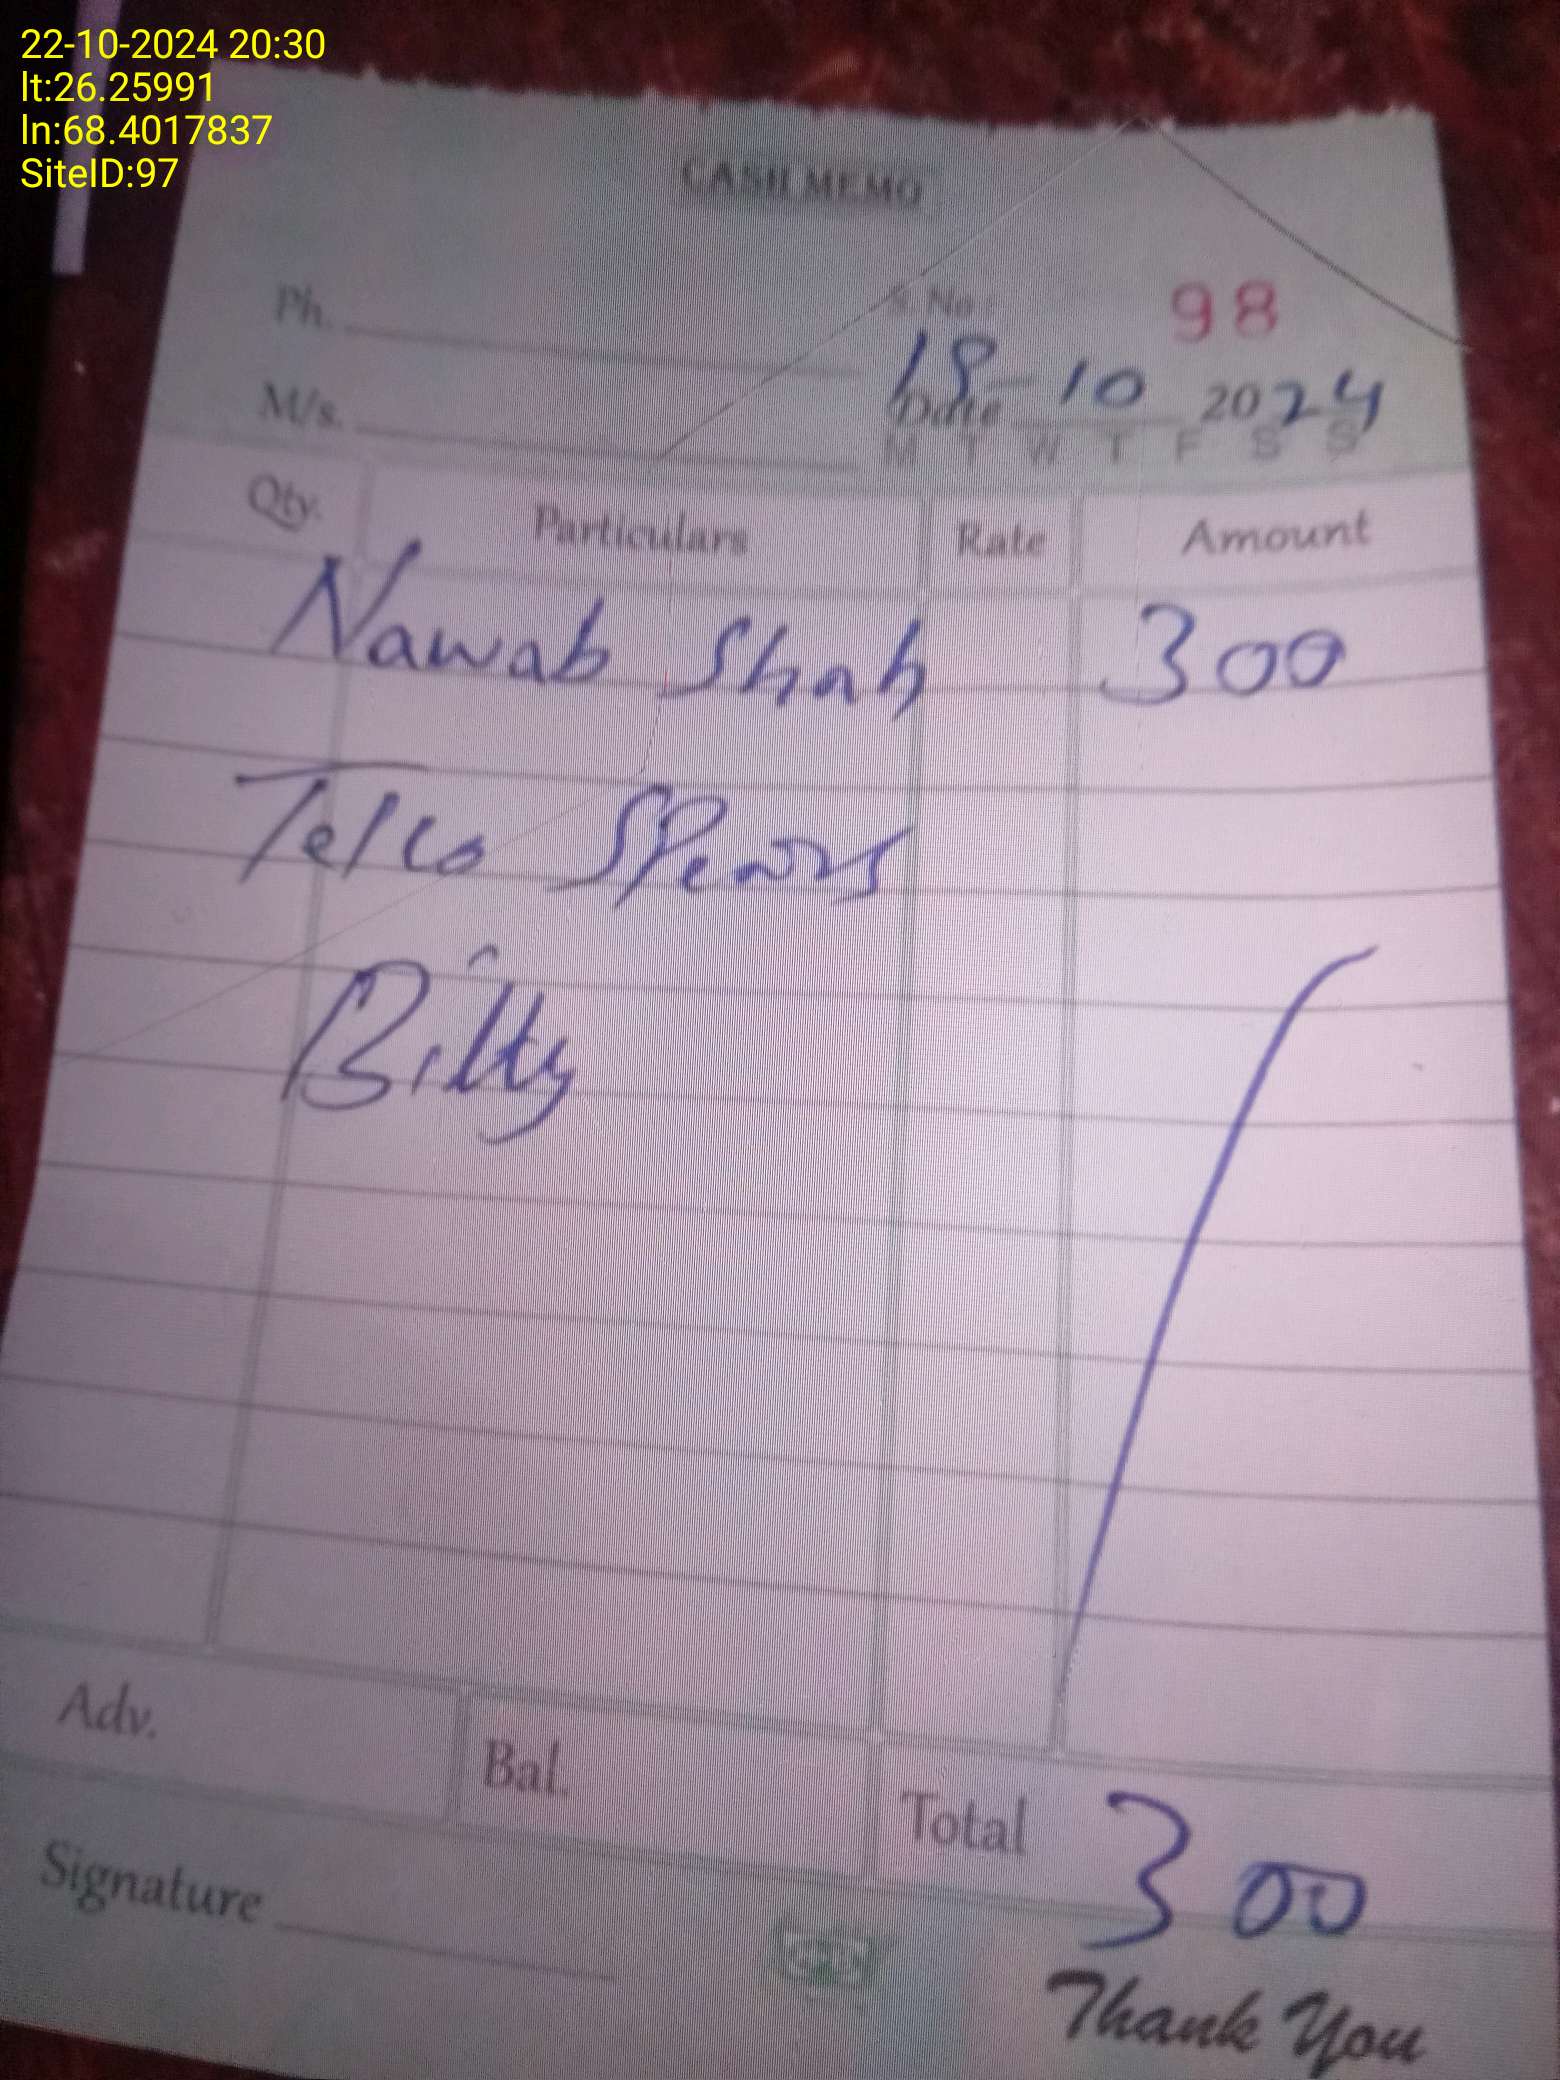 22-10-2024 20:30
lt:26.25991
ln:68.4017837
SiteID:97
CASH MEMO
Ph.
S. No : 98
M/s.
Date 18-10 2024
M T W T F S S
Qty. Particulars Rate Amount
Nawab Shah 300
Telco SPears
Bilty
Adv. Bal. Total 300
Signature
Thank You